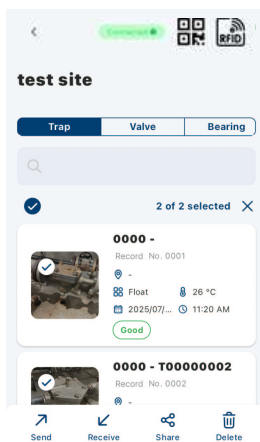 Connected
RFID
test site
Trap Valve Bearing
2 of 2 selected
0000 -
Record No. 0001
-
Float 26 °C
2025/07/... 11:20 AM
Good
0000 - T00000002
Record No. 0002
-
Send Receive Share Delete